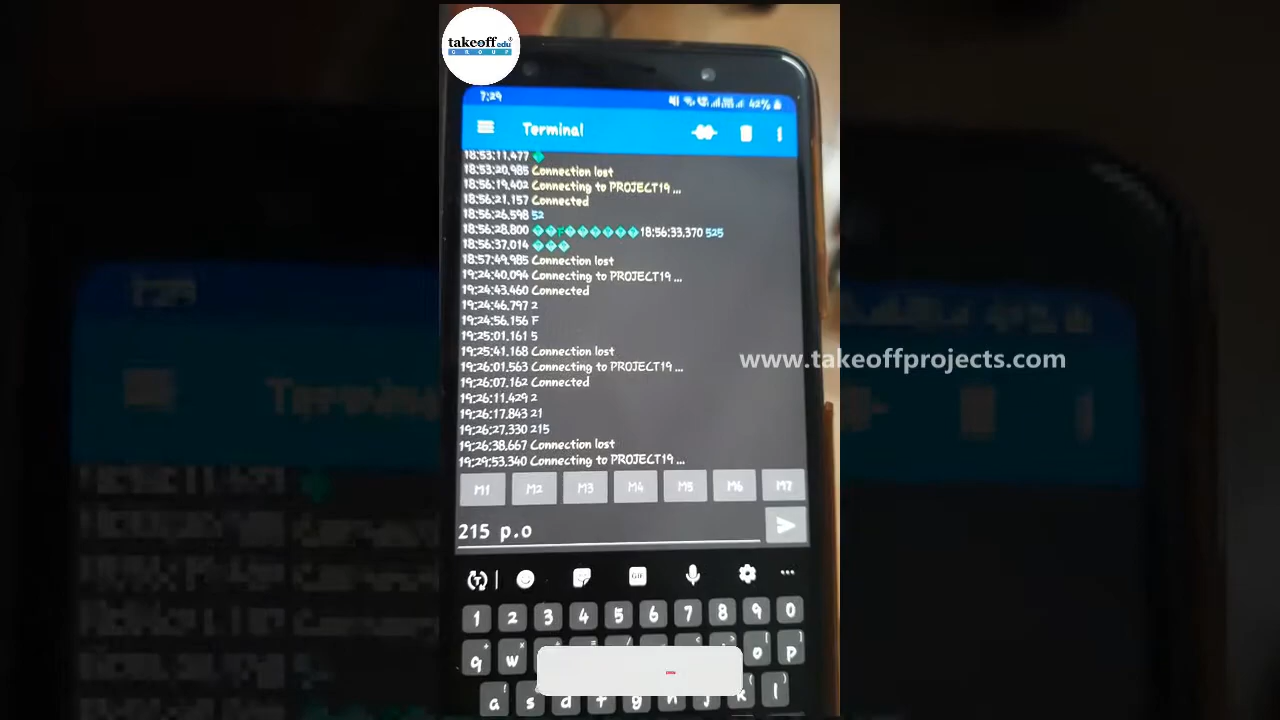 takeoff edu
GROUP
7:29
42%
Terminal
18:53:11.477
18:53:20.985 Connection lost
18:56:19.402 Connecting to PROJECT19 ...
18:56:21.157 Connected
18:56:26.598 52
18:56:28.800 ��F������18:56:33.370 525
18:56:37.014 ���
18:57:49.985 Connection lost
19:24:40.094 Connecting to PROJECT19 ...
19:24:43.460 Connected
19:24:46.797 2
19:24:56.156 F
19:25:01.161 5
19:25:41.168 Connection lost
19:26:01.563 Connecting to PROJECT19 ...
19:26:07.162 Connected
19:26:11.429 2
19:26:17.843 21
19:26:27.330 215
19:26:38.667 Connection lost
19:29:53.340 Connecting to PROJECT19 ...
www.takeoffprojects.com
M1 M2 M3 M4 M5 M6 M7
215 p.o
GIF
1 2 3 4 5 6 7 8 9 0
q w o p
a s d f g h j k l